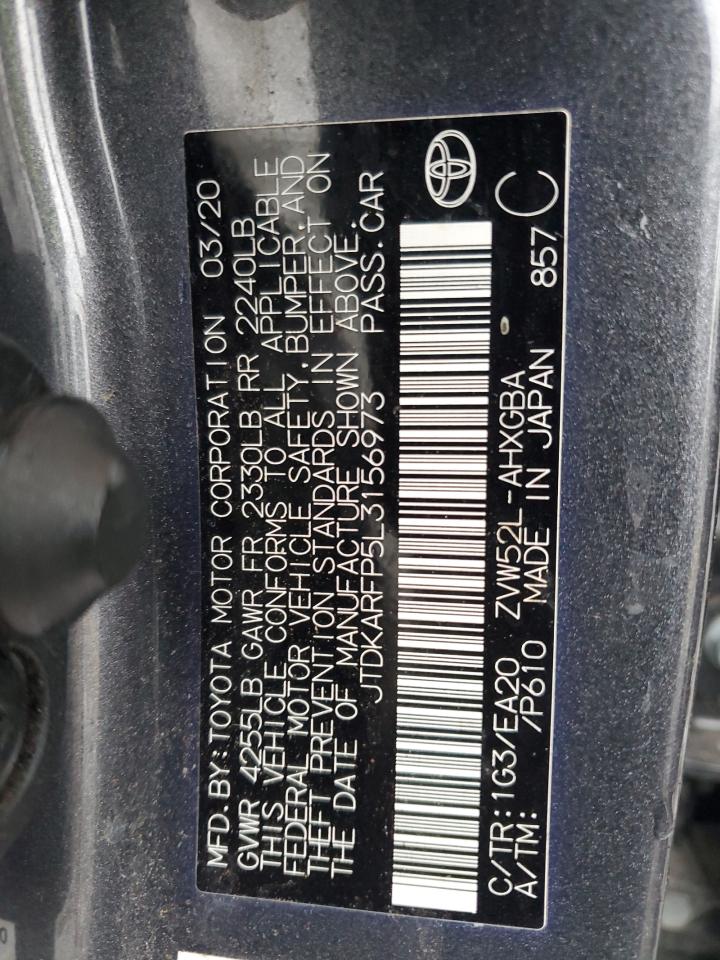 MFD. BY: TOYOTA MOTOR CORPORATION 03/20
GVWR 4255LB GAWR FR 2330LB RR 2240LB
THIS VEHICLE CONFORMS TO ALL APPLICABLE
FEDERAL MOTOR VEHICLE SAFETY, BUMPER, AND
THEFT PREVENTION STANDARDS IN EFFECT ON
THE DATE OF MANUFACTURE SHOWN ABOVE.
JTDKARFP5L3156973 PASS.CAR
C/TR: 1G3/EA20 ZVW52L-AHXGBA 857
A/TM: /P610 MADE IN JAPAN C